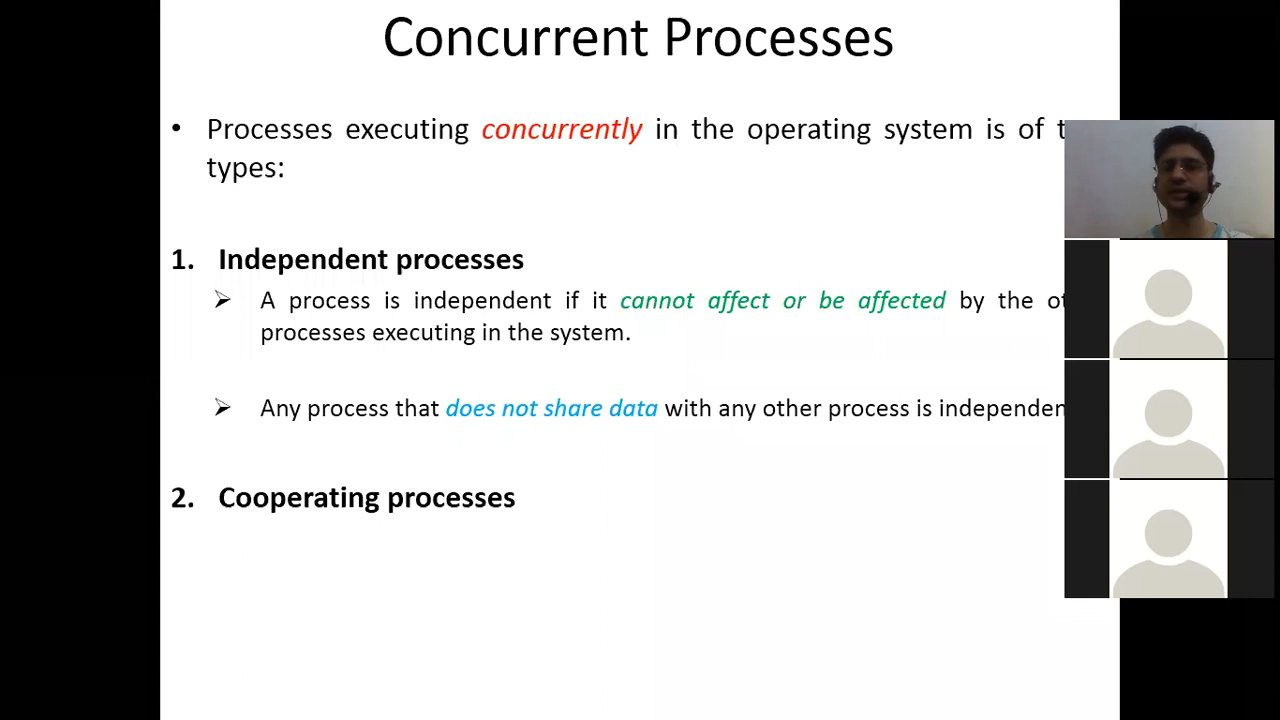 Concurrent Processes
• Processes executing concurrently in the operating system is of
types:
1. Independent processes
➢ A process is independent if it cannot affect or be affected by the
processes executing in the system.
➢ Any process that does not share data with any other process is independen
2. Cooperating processes